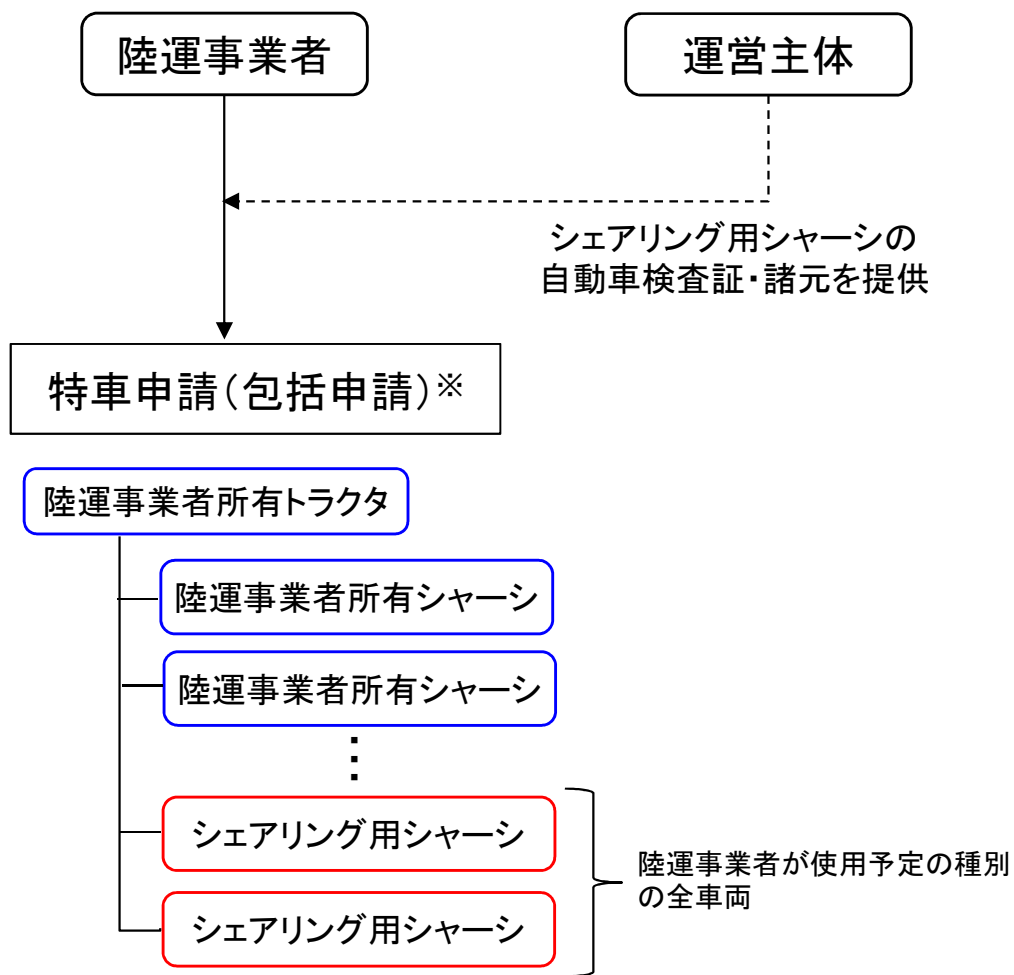 陸運事業者
運営主体
シェアリング用シャーシの
自動車検査証・諸元を提供
特車申請(包括申請)※
陸運事業者所有トラクタ
陸運事業者所有シャーシ
陸運事業者所有シャーシ
⋮
シェアリング用シャーシ
シェアリング用シャーシ
陸運事業者が使用予定の種別
の全車両